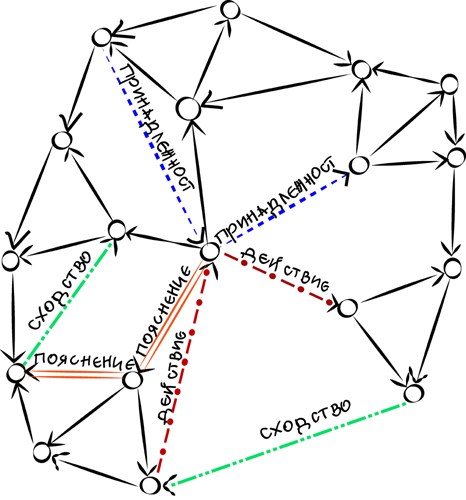 ПРИНАДЛЕЖНОСТ
ПРИНАДЛЕЖНОСТ
ДЕЙСТВИЕ
СХОДСТВО
ПОЯСНЕНИЕ
ПОЯСНЕНИЕ
ДЕЙСТВИЕ
СХОДСТВО